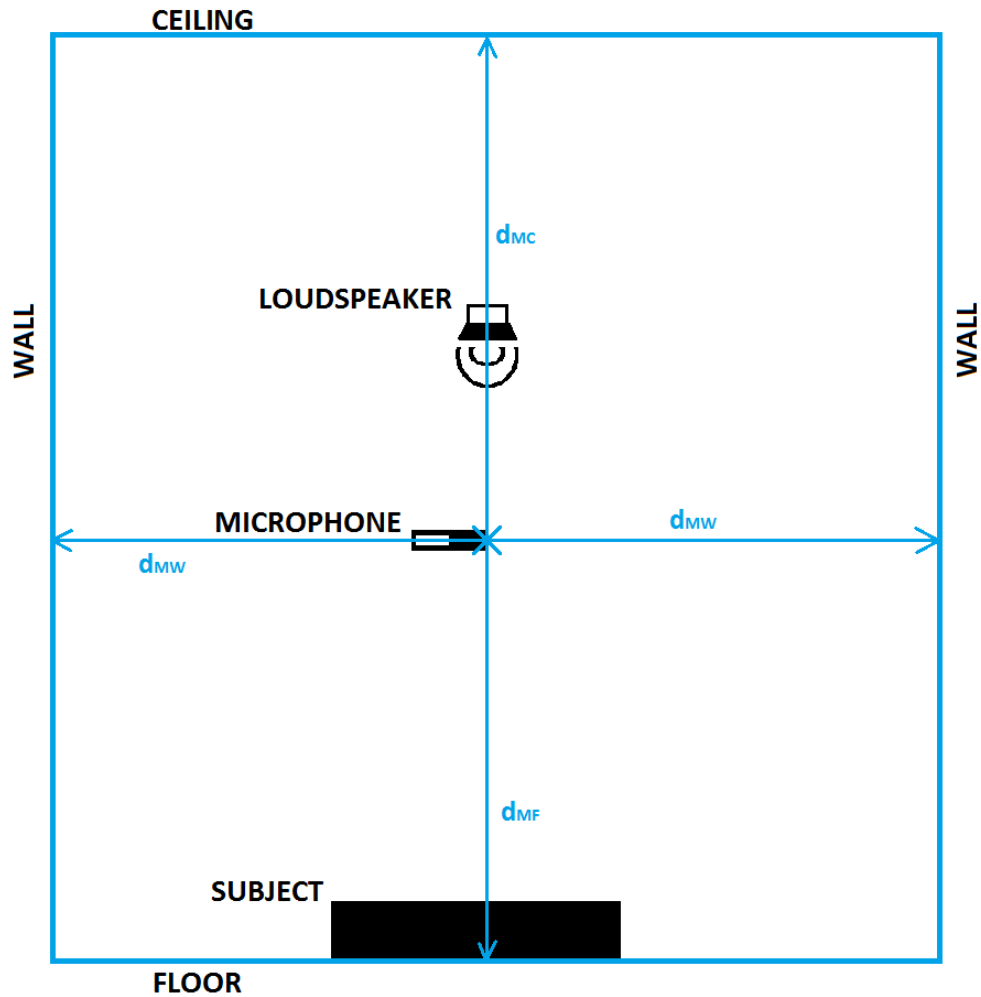 CEILING
dMC
LOUDSPEAKER
WALL
WALL
MICROPHONE
dMW
dMW
dMF
SUBJECT
FLOOR